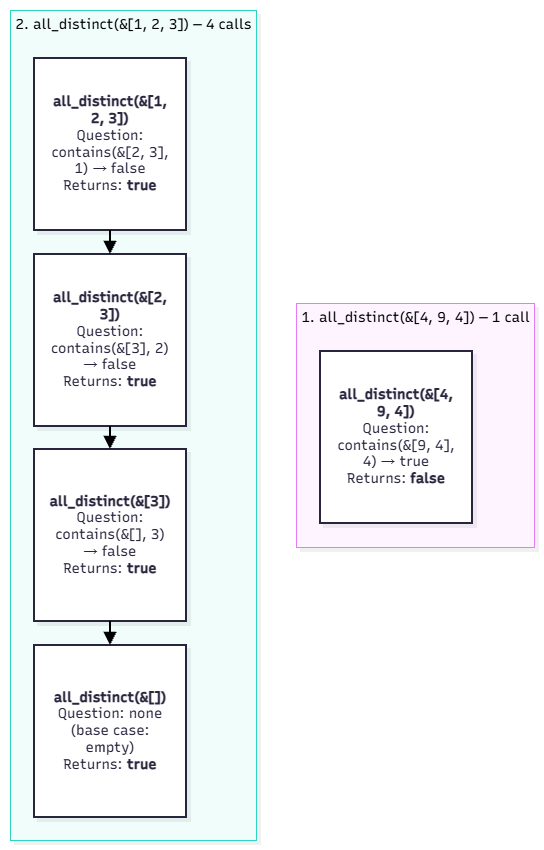 2. all_distinct(&[1, 2, 3]) — 4 calls
all_distinct(&[1,
2, 3])
Question:
contains(&[2, 3],
1) → false
Returns: true
all_distinct(&[2,
3])
Question:
contains(&[3], 2)
→ false
Returns: true
all_distinct(&[3])
Question:
contains(&[], 3)
→ false
Returns: true
all_distinct(&[])
Question: none
(base case:
empty)
Returns: true
1. all_distinct(&[4, 9, 4]) — 1 call
all_distinct(&[4,
9, 4])
Question:
contains(&[9, 4],
4) → true
Returns: false